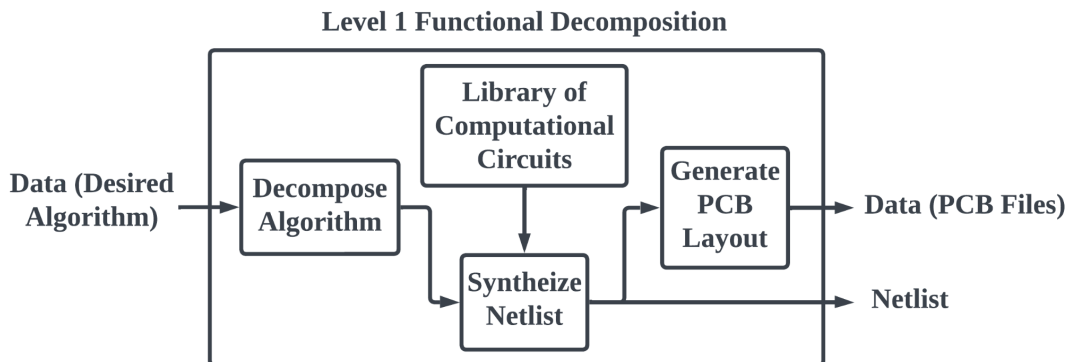 Level 1 Functional Decomposition
Library of
Computational
Circuits
Data (Desired
Algorithm)
Decompose
Algorithm
Generate
PCB
Layout
Data (PCB Files)
Syntheize
Netlist
Netlist